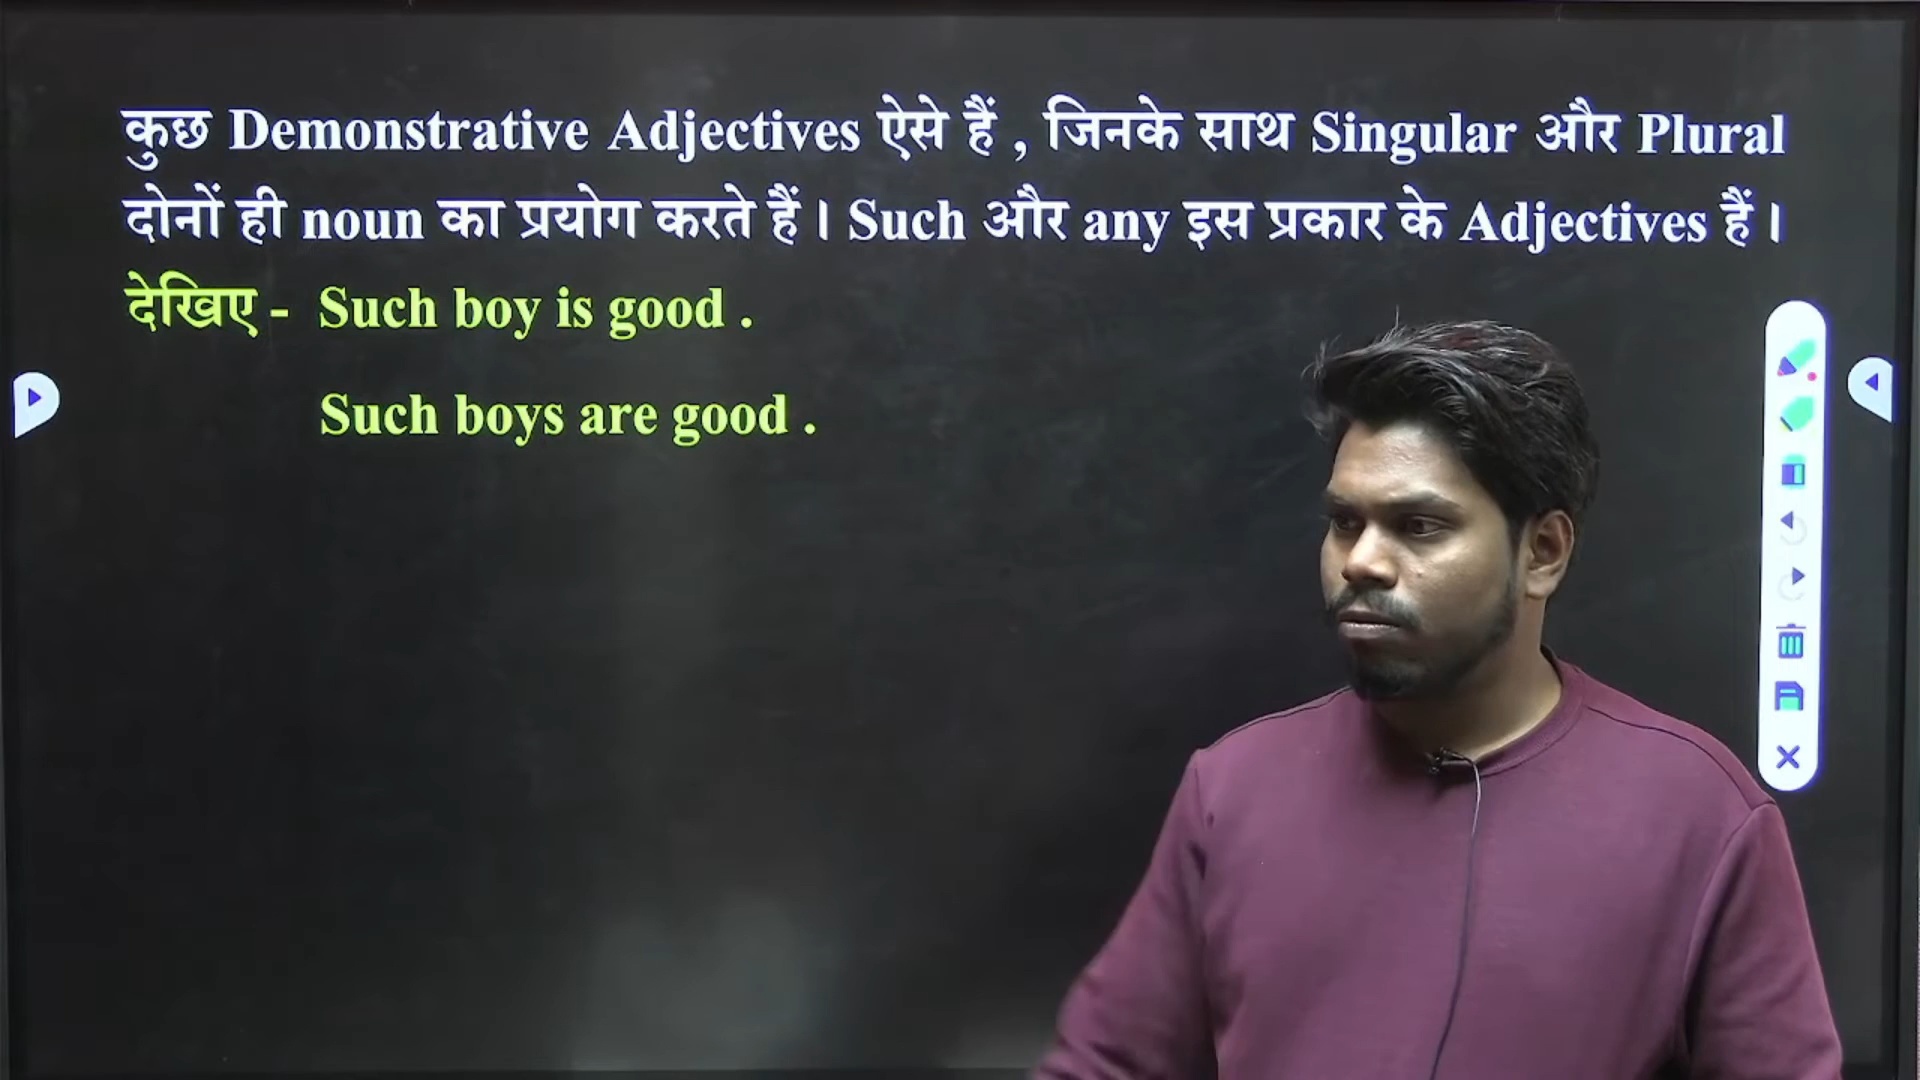 कुछ Demonstrative Adjectives ऐसे हैं , जिनके साथ Singular और Plural
दोनों ही noun का प्रयोग करते हैं । Such और any इस प्रकार के Adjectives हैं ।
देखिए - Such boy is good .
Such boys are good .